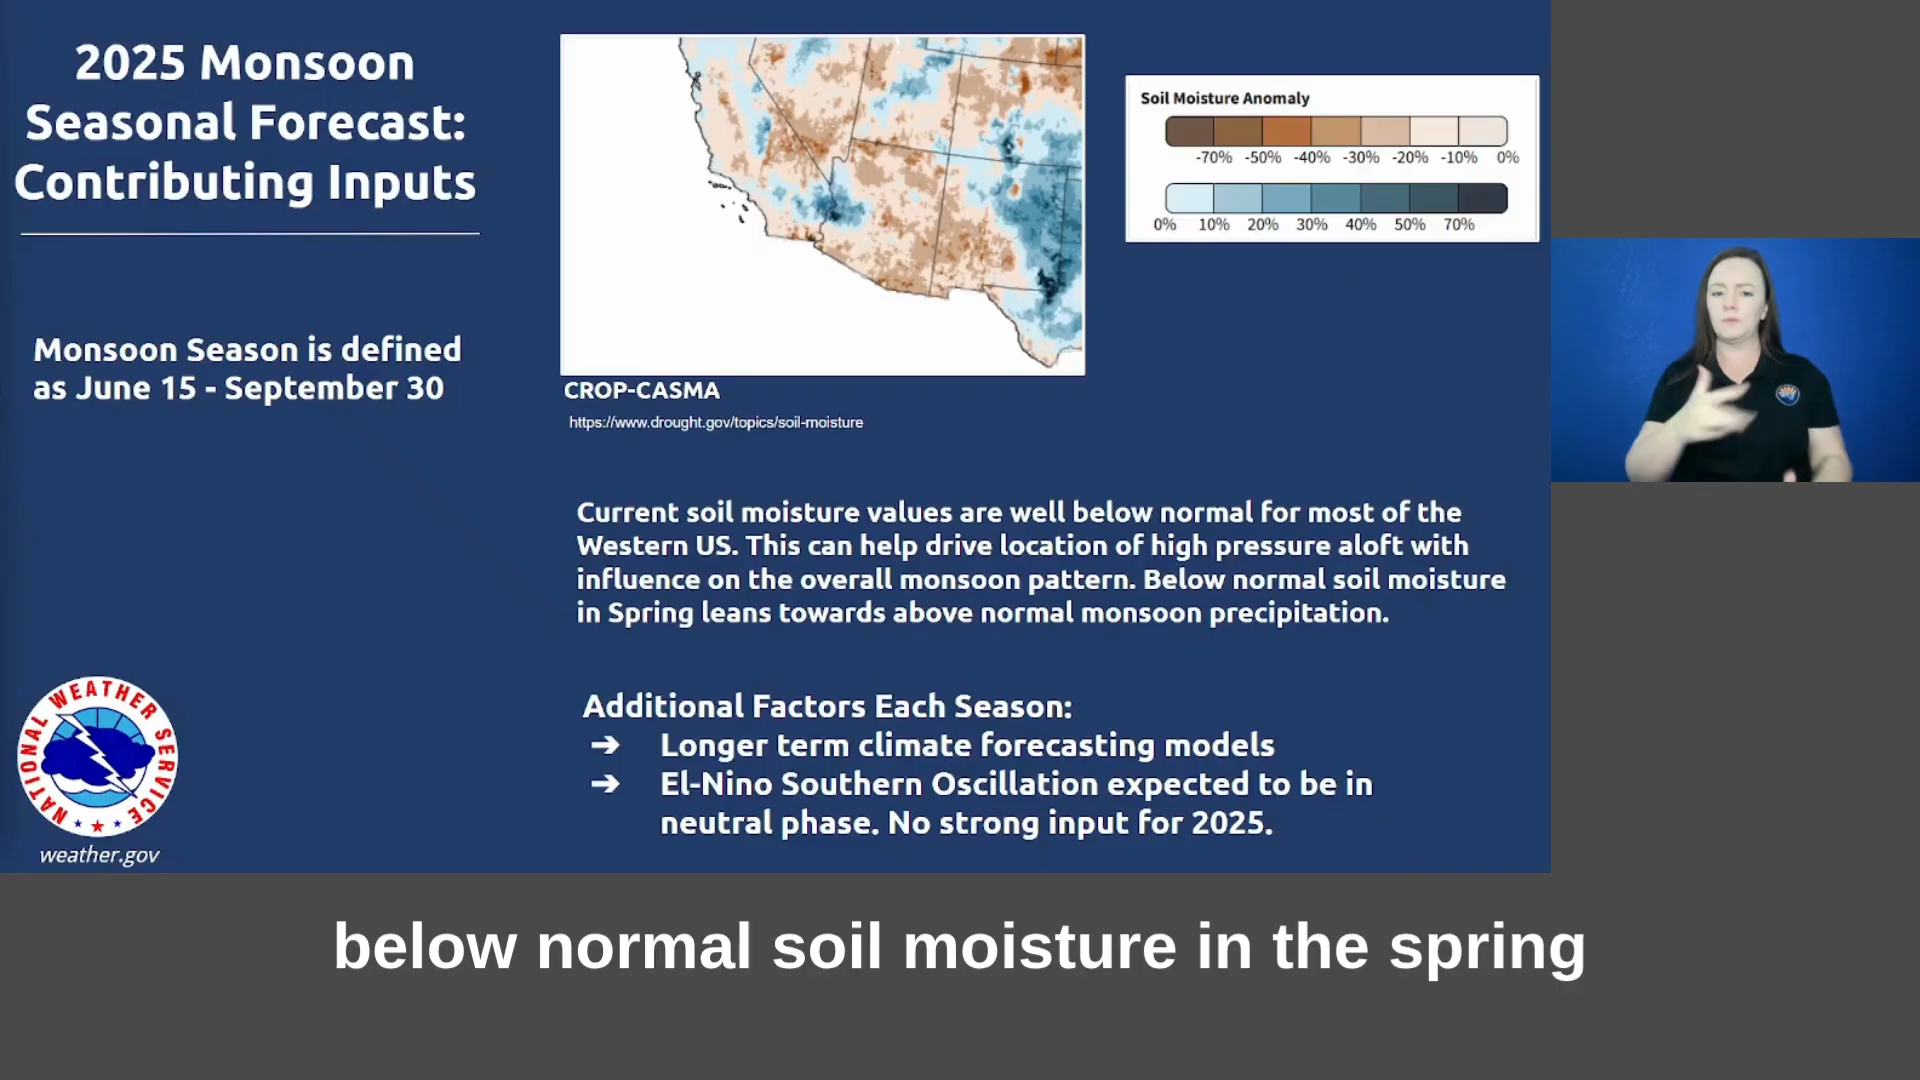 2025 Monsoon
Seasonal Forecast:
Contributing Inputs
Monsoon Season is defined
as June 15 - September 30
NATIONAL WEATHER SERVICE
weather.gov
CROP-CASMA
https://www.drought.gov/topics/soil-moisture
Soil Moisture Anomaly
-70% -50% -40% -30% -20% -10% 0%
0% 10% 20% 30% 40% 50% 70%
Current soil moisture values are well below normal for most of the
Western US. This can help drive location of high pressure aloft with
influence on the overall monsoon pattern. Below normal soil moisture
in Spring leans towards above normal monsoon precipitation.
Additional Factors Each Season:
➔ Longer term climate forecasting models
➔ El-Nino Southern Oscillation expected to be in
neutral phase. No strong input for 2025.
below normal soil moisture in the spring